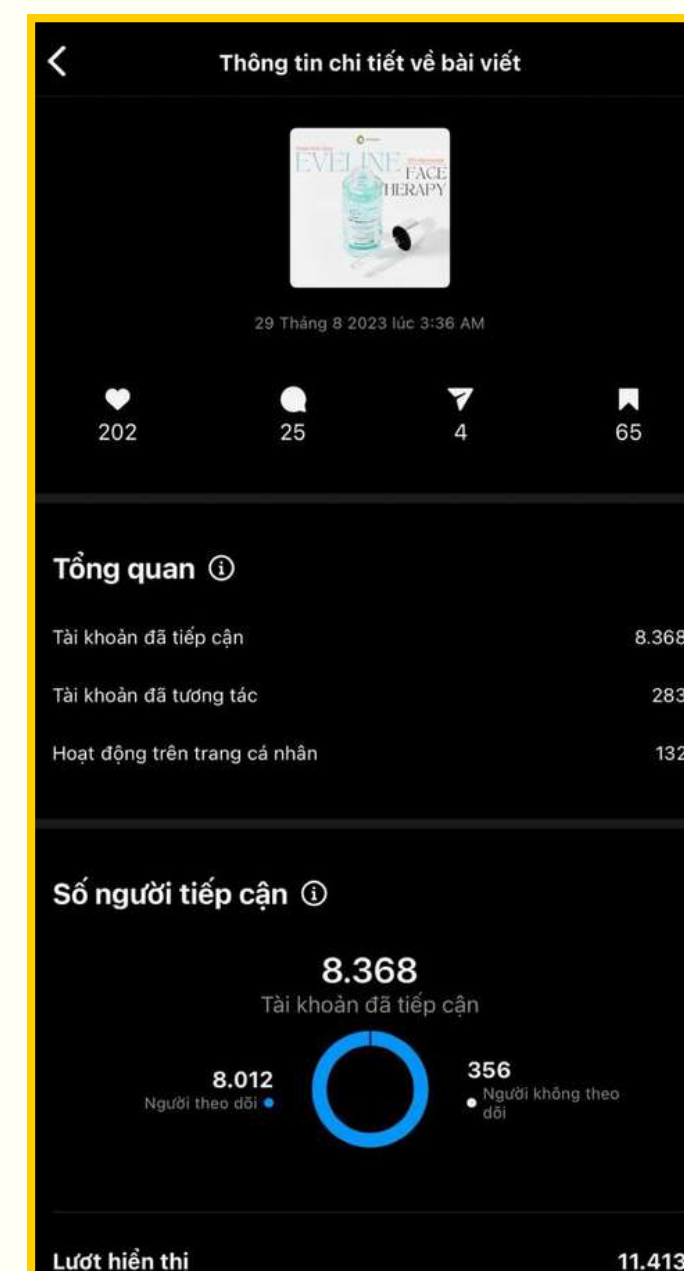 Thông tin chi tiết về bài viết
EVELINE
FACE
THERAPY
29 Tháng 8 2023 lúc 3:36 AM
202
25
4
65
Tổng quan
Tài khoản đã tiếp cận
8.368
Tài khoản đã tương tác
283
Hoạt động trên trang cá nhân
132
Số người tiếp cận
8.368
Tài khoản đã tiếp cận
8.012
Người theo dõi
356
Người không theo
dõi
Lượt hiển thị
11.413